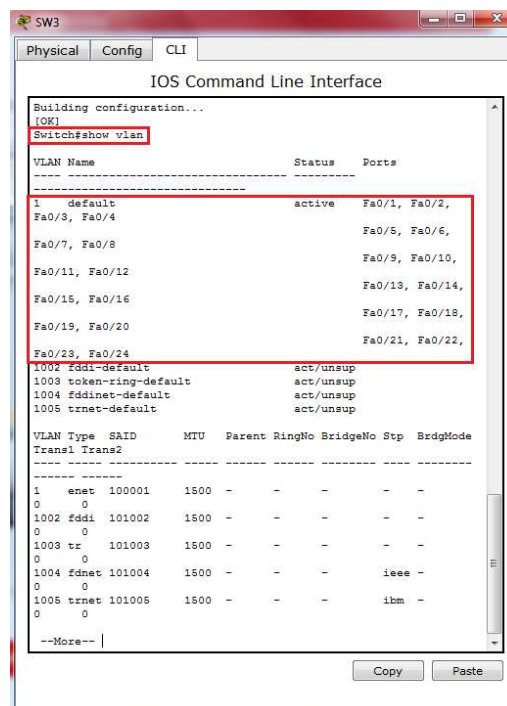 SW3
Physical Config CLI
IOS Command Line Interface
Building configuration...
[OK]
Switch#show vlan
VLAN Name Status Ports
---- -------------------------------- --------- -------------------------------
1 default active Fa0/1, Fa0/2,
Fa0/3, Fa0/4
Fa0/5, Fa0/6,
Fa0/7, Fa0/8
Fa0/9, Fa0/10,
Fa0/11, Fa0/12
Fa0/13, Fa0/14,
Fa0/15, Fa0/16
Fa0/17, Fa0/18,
Fa0/19, Fa0/20
Fa0/21, Fa0/22,
Fa0/23, Fa0/24
1002 fddi-default act/unsup
1003 token-ring-default act/unsup
1004 fddinet-default act/unsup
1005 trnet-default act/unsup
VLAN Type SAID MTU Parent RingNo BridgeNo Stp BrdgMode
Trans1 Trans2
---- ----- ---------- ----- ------ ------ -------- ---- --------
------ ------
1 enet 100001 1500 - - - - -
0 0
1002 fddi 101002 1500 - - - - -
0 0
1003 tr 101003 1500 - - - - -
0 0
1004 fdnet 101004 1500 - - - ieee -
0 0
1005 trnet 101005 1500 - - - ibm -
0 0
--More--
Copy Paste